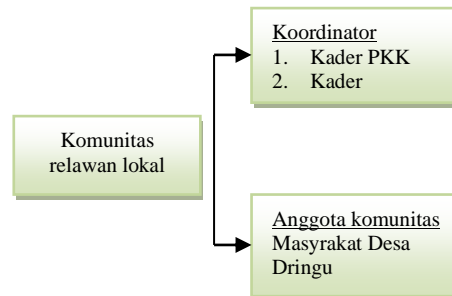 Koordinator
1. Kader PKK
2. Kader
Komunitas
relawan lokal
Anggota komunitas
Masyrakat Desa
Dringu